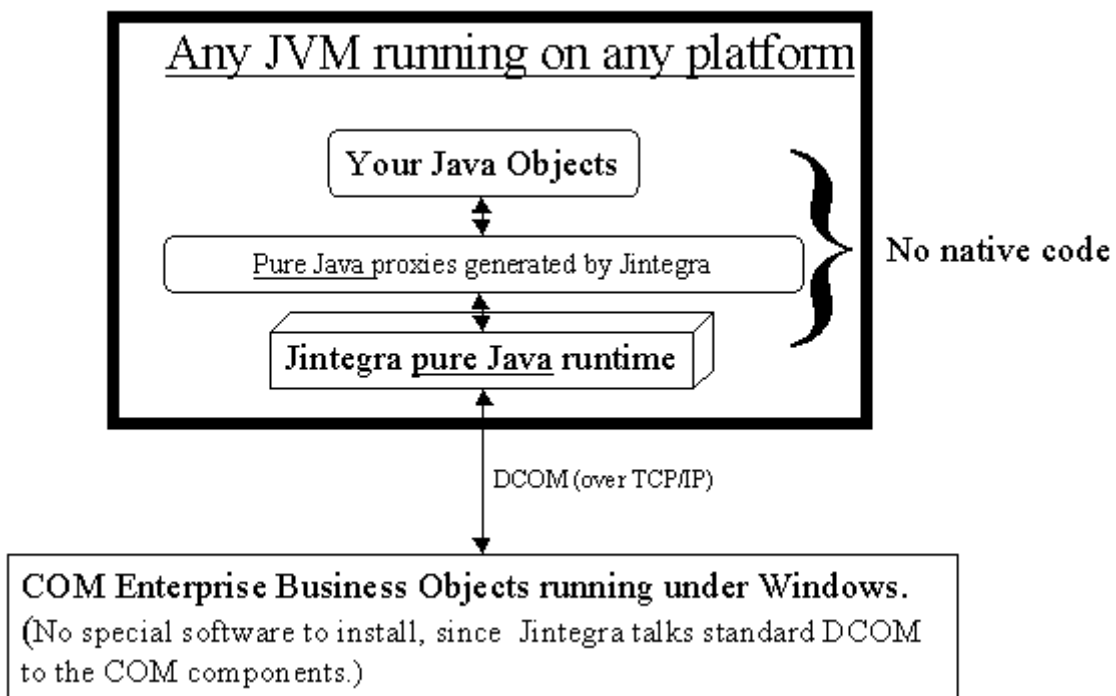 Any JVM running on any platform
Your Java Objects
Pure Java proxies generated by Jintegra
No native code
Jintegra pure Java runtime
DCOM (over TCP/IP)
COM Enterprise Business Objects running under Windows.
(No special software to install, since Jintegra talks standard DCOM
to the COM components.)